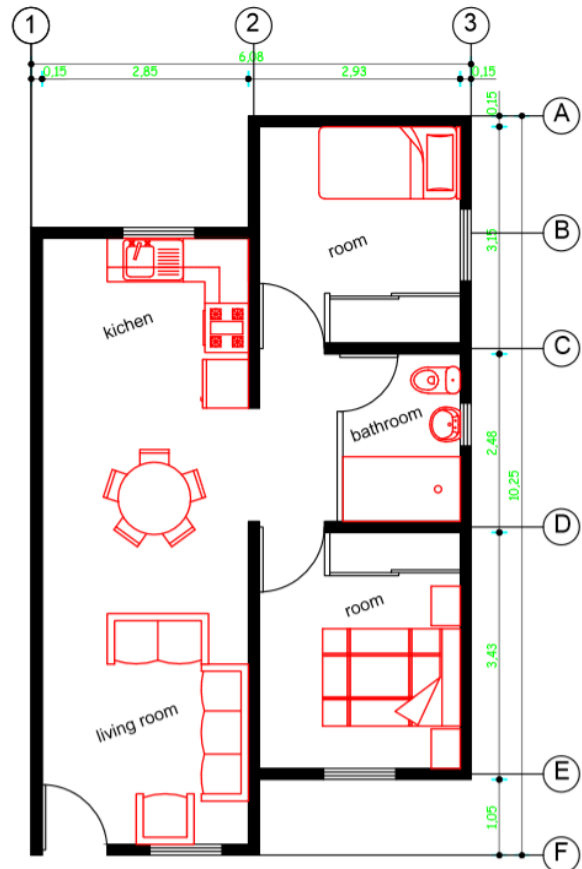 1 2 3
6,08
0,15 2,85 2,93 0,15
0,15
A
B
room
3,15
kichen
C
bathroom
2,48
10,25
D
room
3,43
living room
E
1,05
F